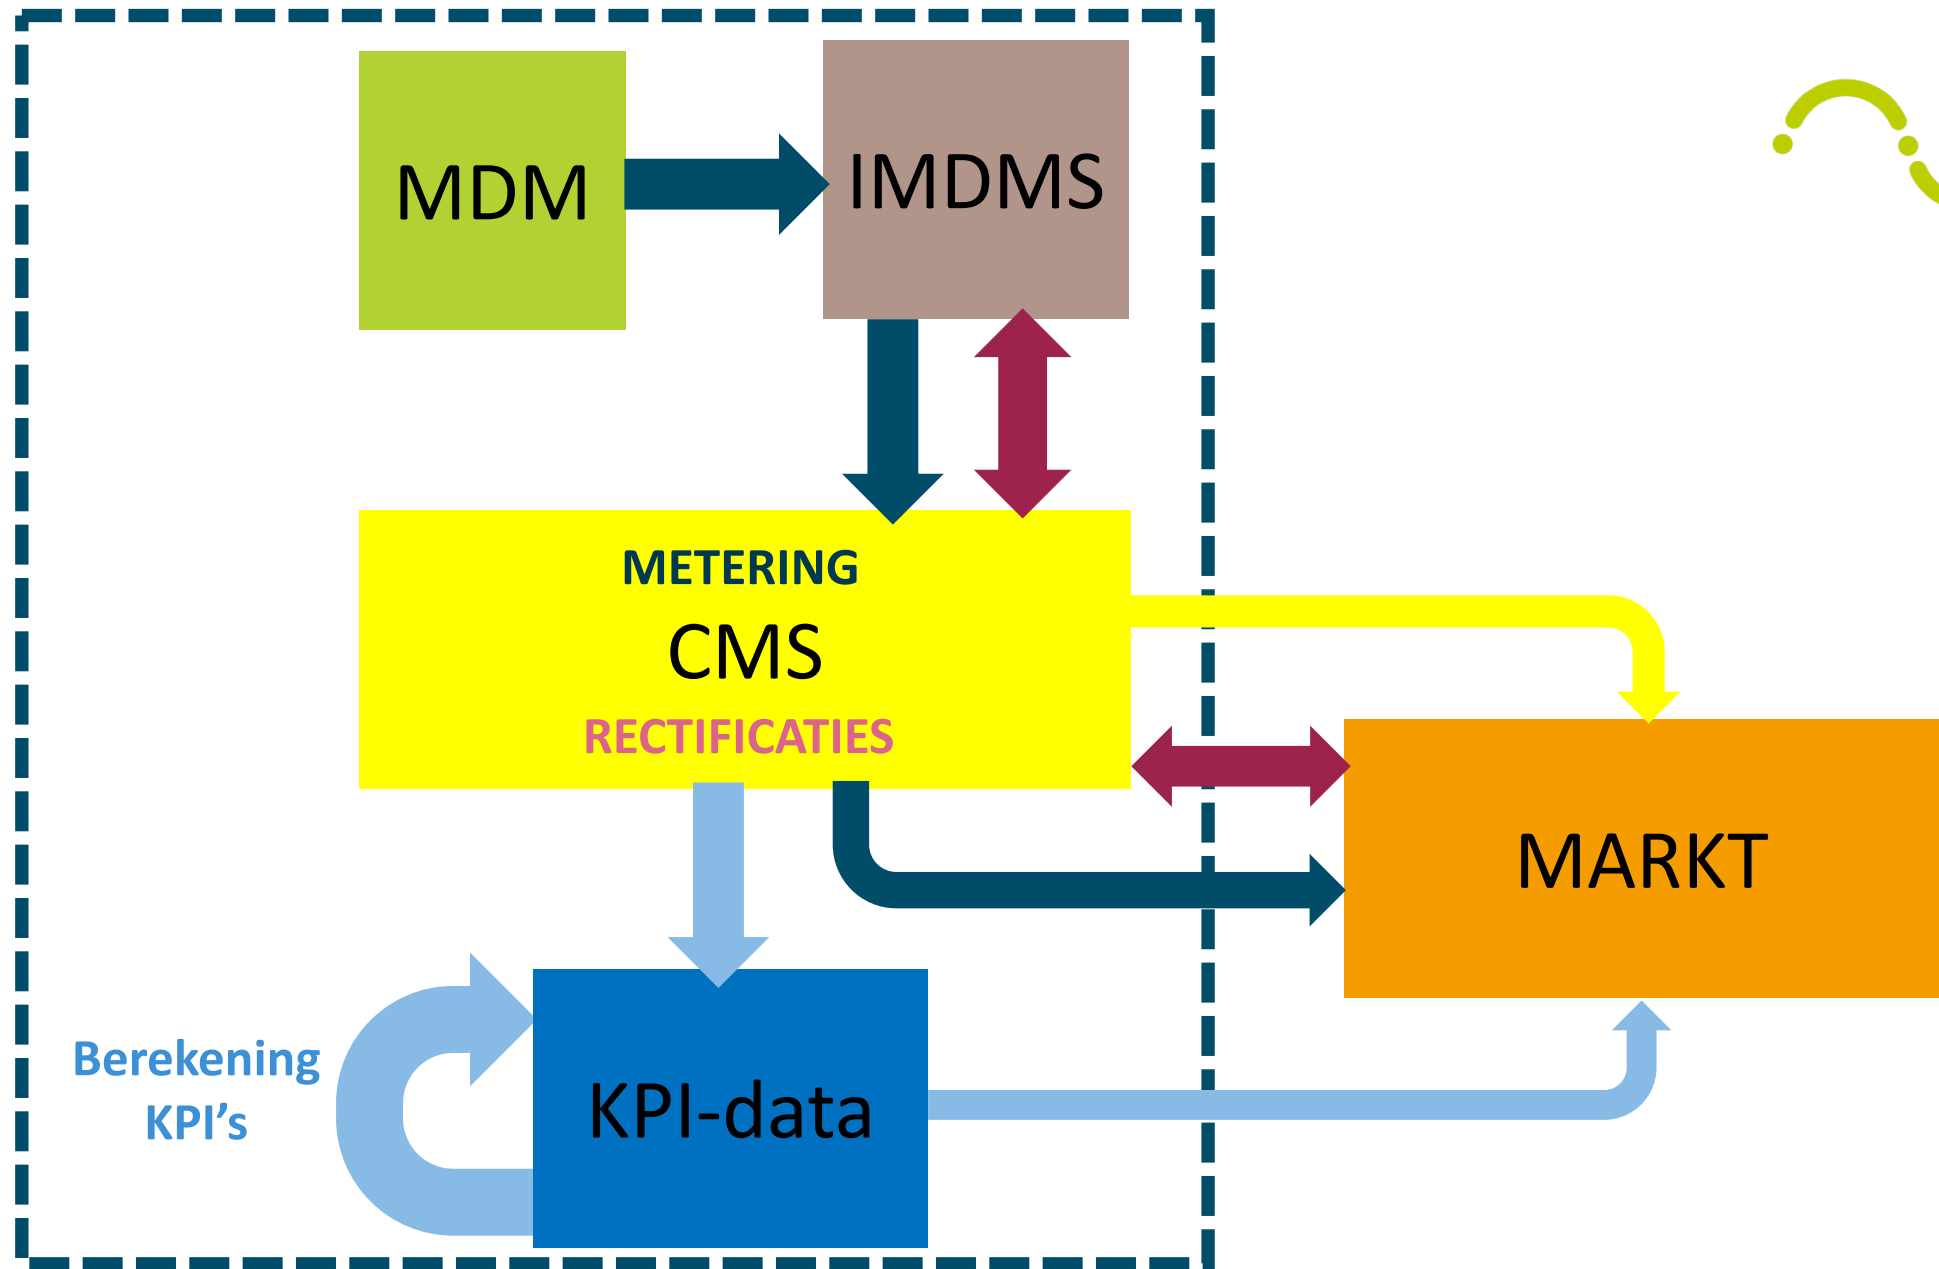 MDM
IMDMS
METERING
CMS
RECTIFICATIES
MARKT
Berekening
KPI's
KPI-data